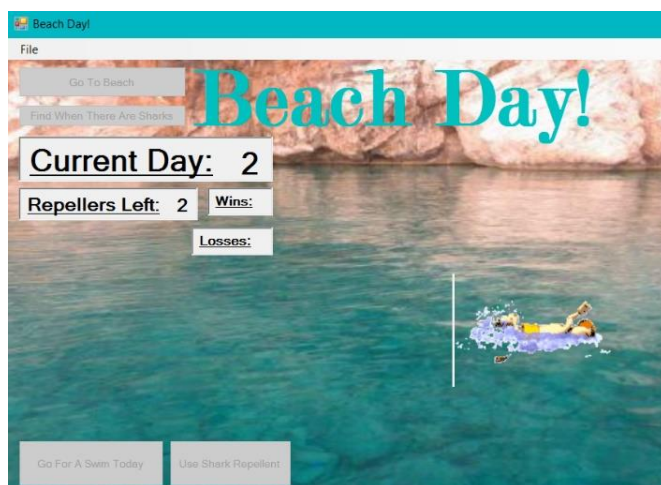 Beach Day!
File
Go To Beach
Beach Day!
Find When There Are Sharks
Current Day: 2
Repellers Left: 2 Wins:
Losses:
Go For A Swim Today Use Shark Repellent